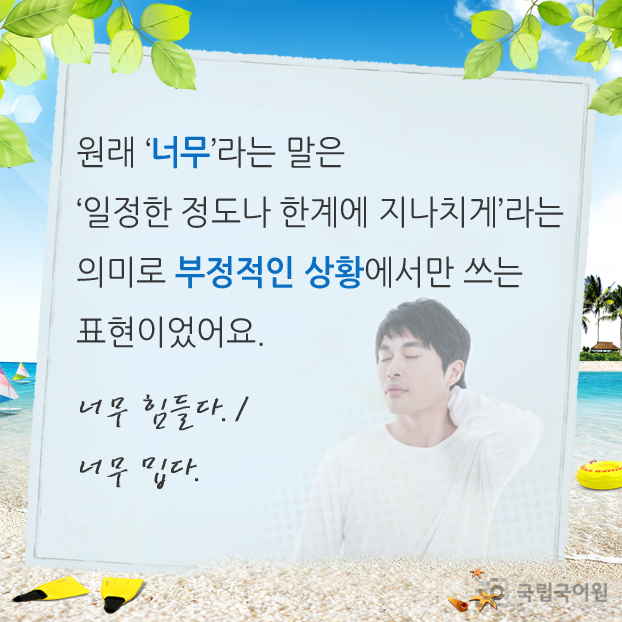 원래 ‘너무’라는 말은
‘일정한 정도나 한계에 지나치게’라는
의미로 부정적인 상황에서만 쓰는
표현이었어요.
너무 힘들다. /
너무 밉다.
국립국어원